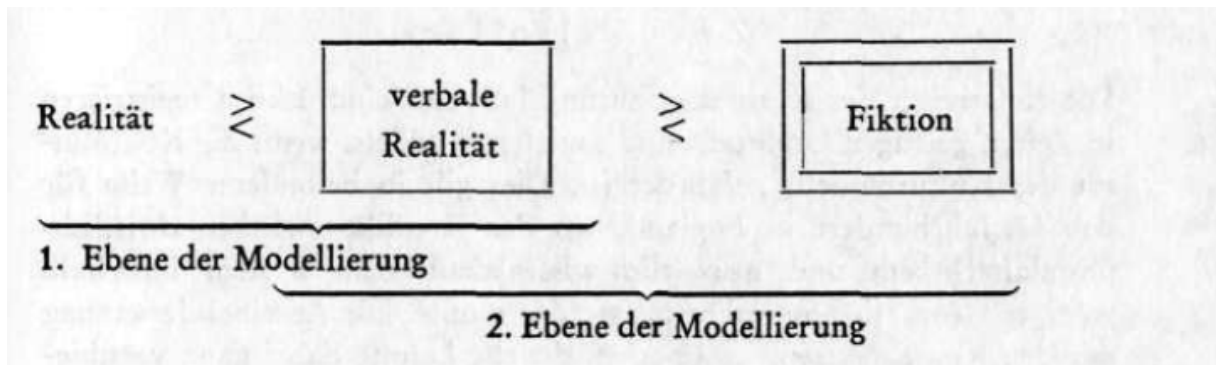 Realität ≷ verbale Realität ≷ Fiktion
1. Ebene der Modellierung
2. Ebene der Modellierung